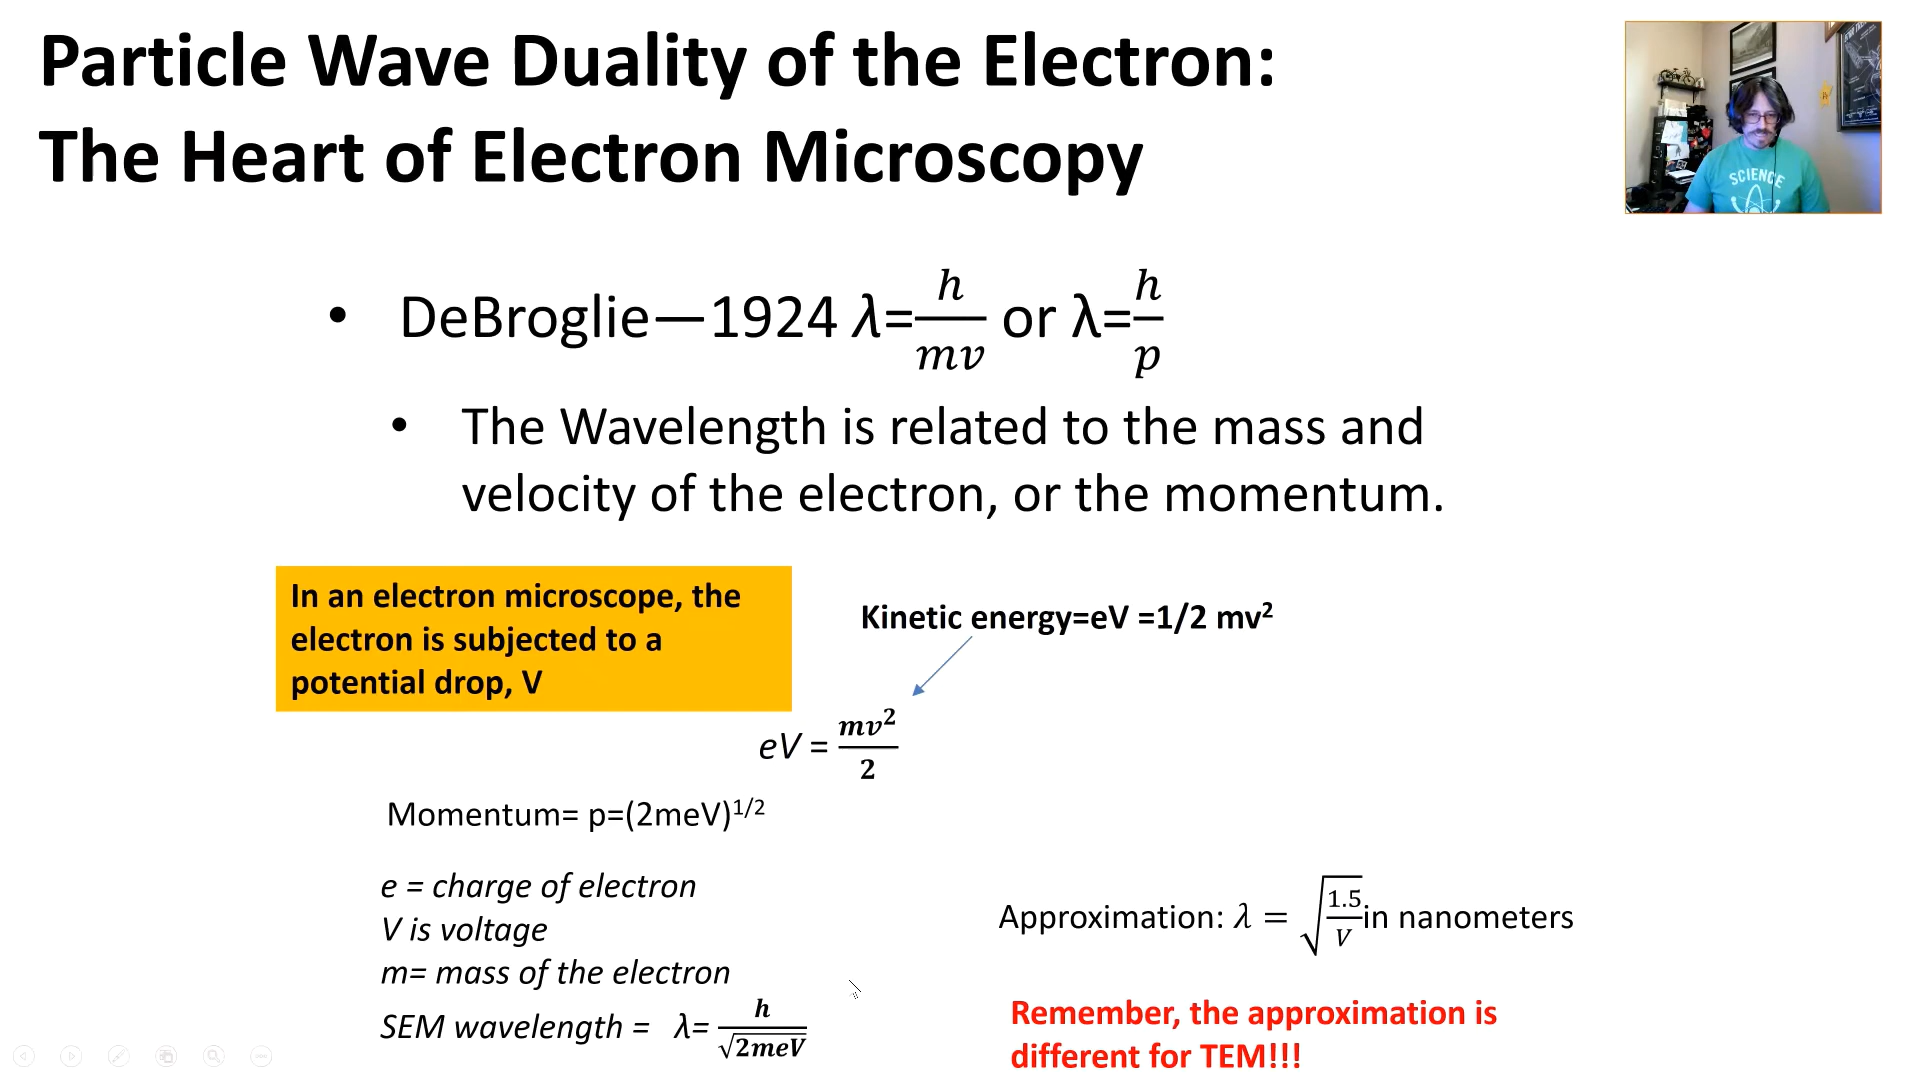 Particle Wave Duality of the Electron:
The Heart of Electron Microscopy
SCIENCE
• DeBroglie—1924 λ=h/mv or λ=h/p
• The Wavelength is related to the mass and
velocity of the electron, or the momentum.
In an electron microscope, the
electron is subjected to a
potential drop, V
Kinetic energy=eV =1/2 mv²
eV = mv²/2
Momentum= p=(2meV)^1/2
e = charge of electron
V is voltage
m= mass of the electron
SEM wavelength = λ= h/√2meV
Approximation: λ = √1.5/V in nanometers
Remember, the approximation is
different for TEM!!!